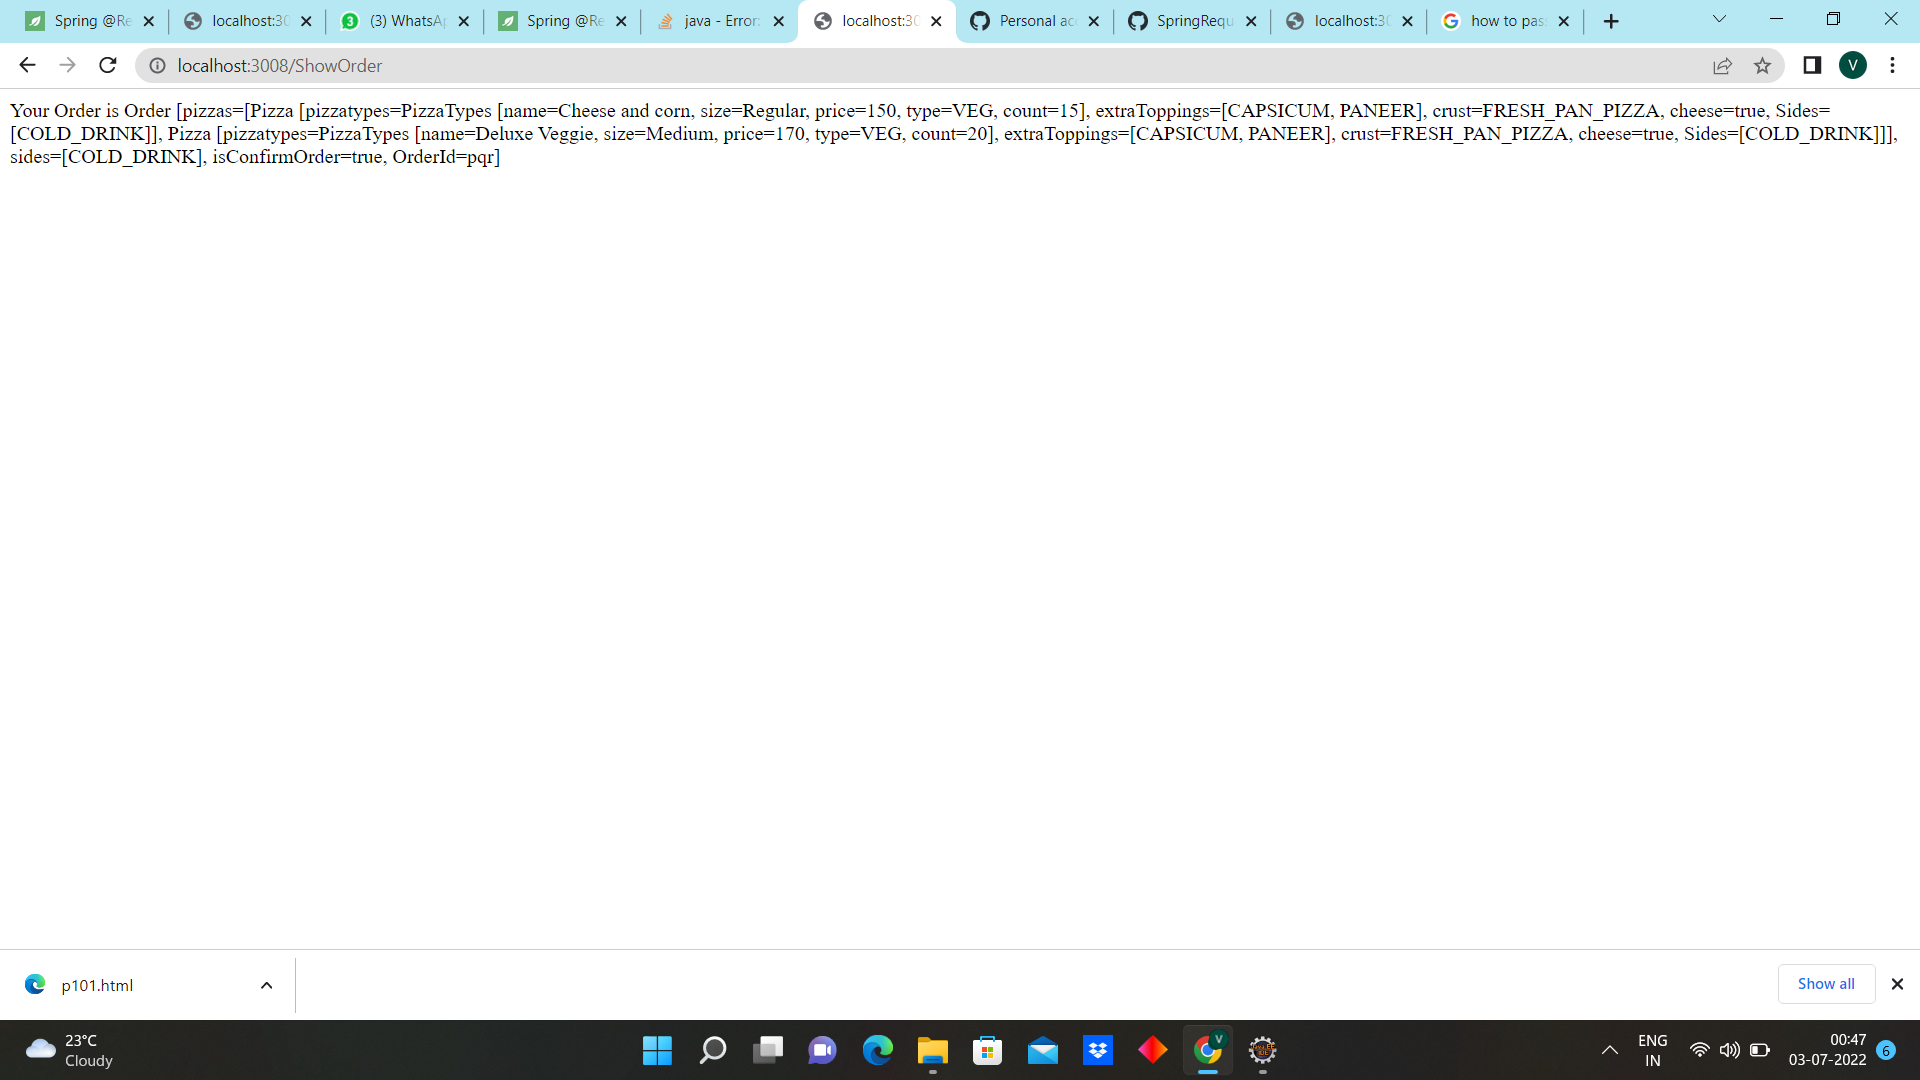 Spring @Re
localhost:30
(3) WhatsAp
Spring @Re
java - Error:
localhost:30
Personal acc
SpringRequ
localhost:30
how to pass
localhost:3008/ShowOrder
V
Your Order is Order [pizzas=[Pizza [pizzatypes=PizzaTypes [name=Cheese and corn, size=Regular, price=150, type=VEG, count=15], extraToppings=[CAPSICUM, PANEER], crust=FRESH_PAN_PIZZA, cheese=true, Sides=
[COLD_DRINK]], Pizza [pizzatypes=PizzaTypes [name=Deluxe Veggie, size=Medium, price=170, type=VEG, count=20], extraToppings=[CAPSICUM, PANEER], crust=FRESH_PAN_PIZZA, cheese=true, Sides=[COLD_DRINK]]],
sides=[COLD_DRINK], isConfirmOrder=true, OrderId=pqr]
p101.html
Show all
23°C
Cloudy
V
ENG
IN
00:47
03-07-2022
6